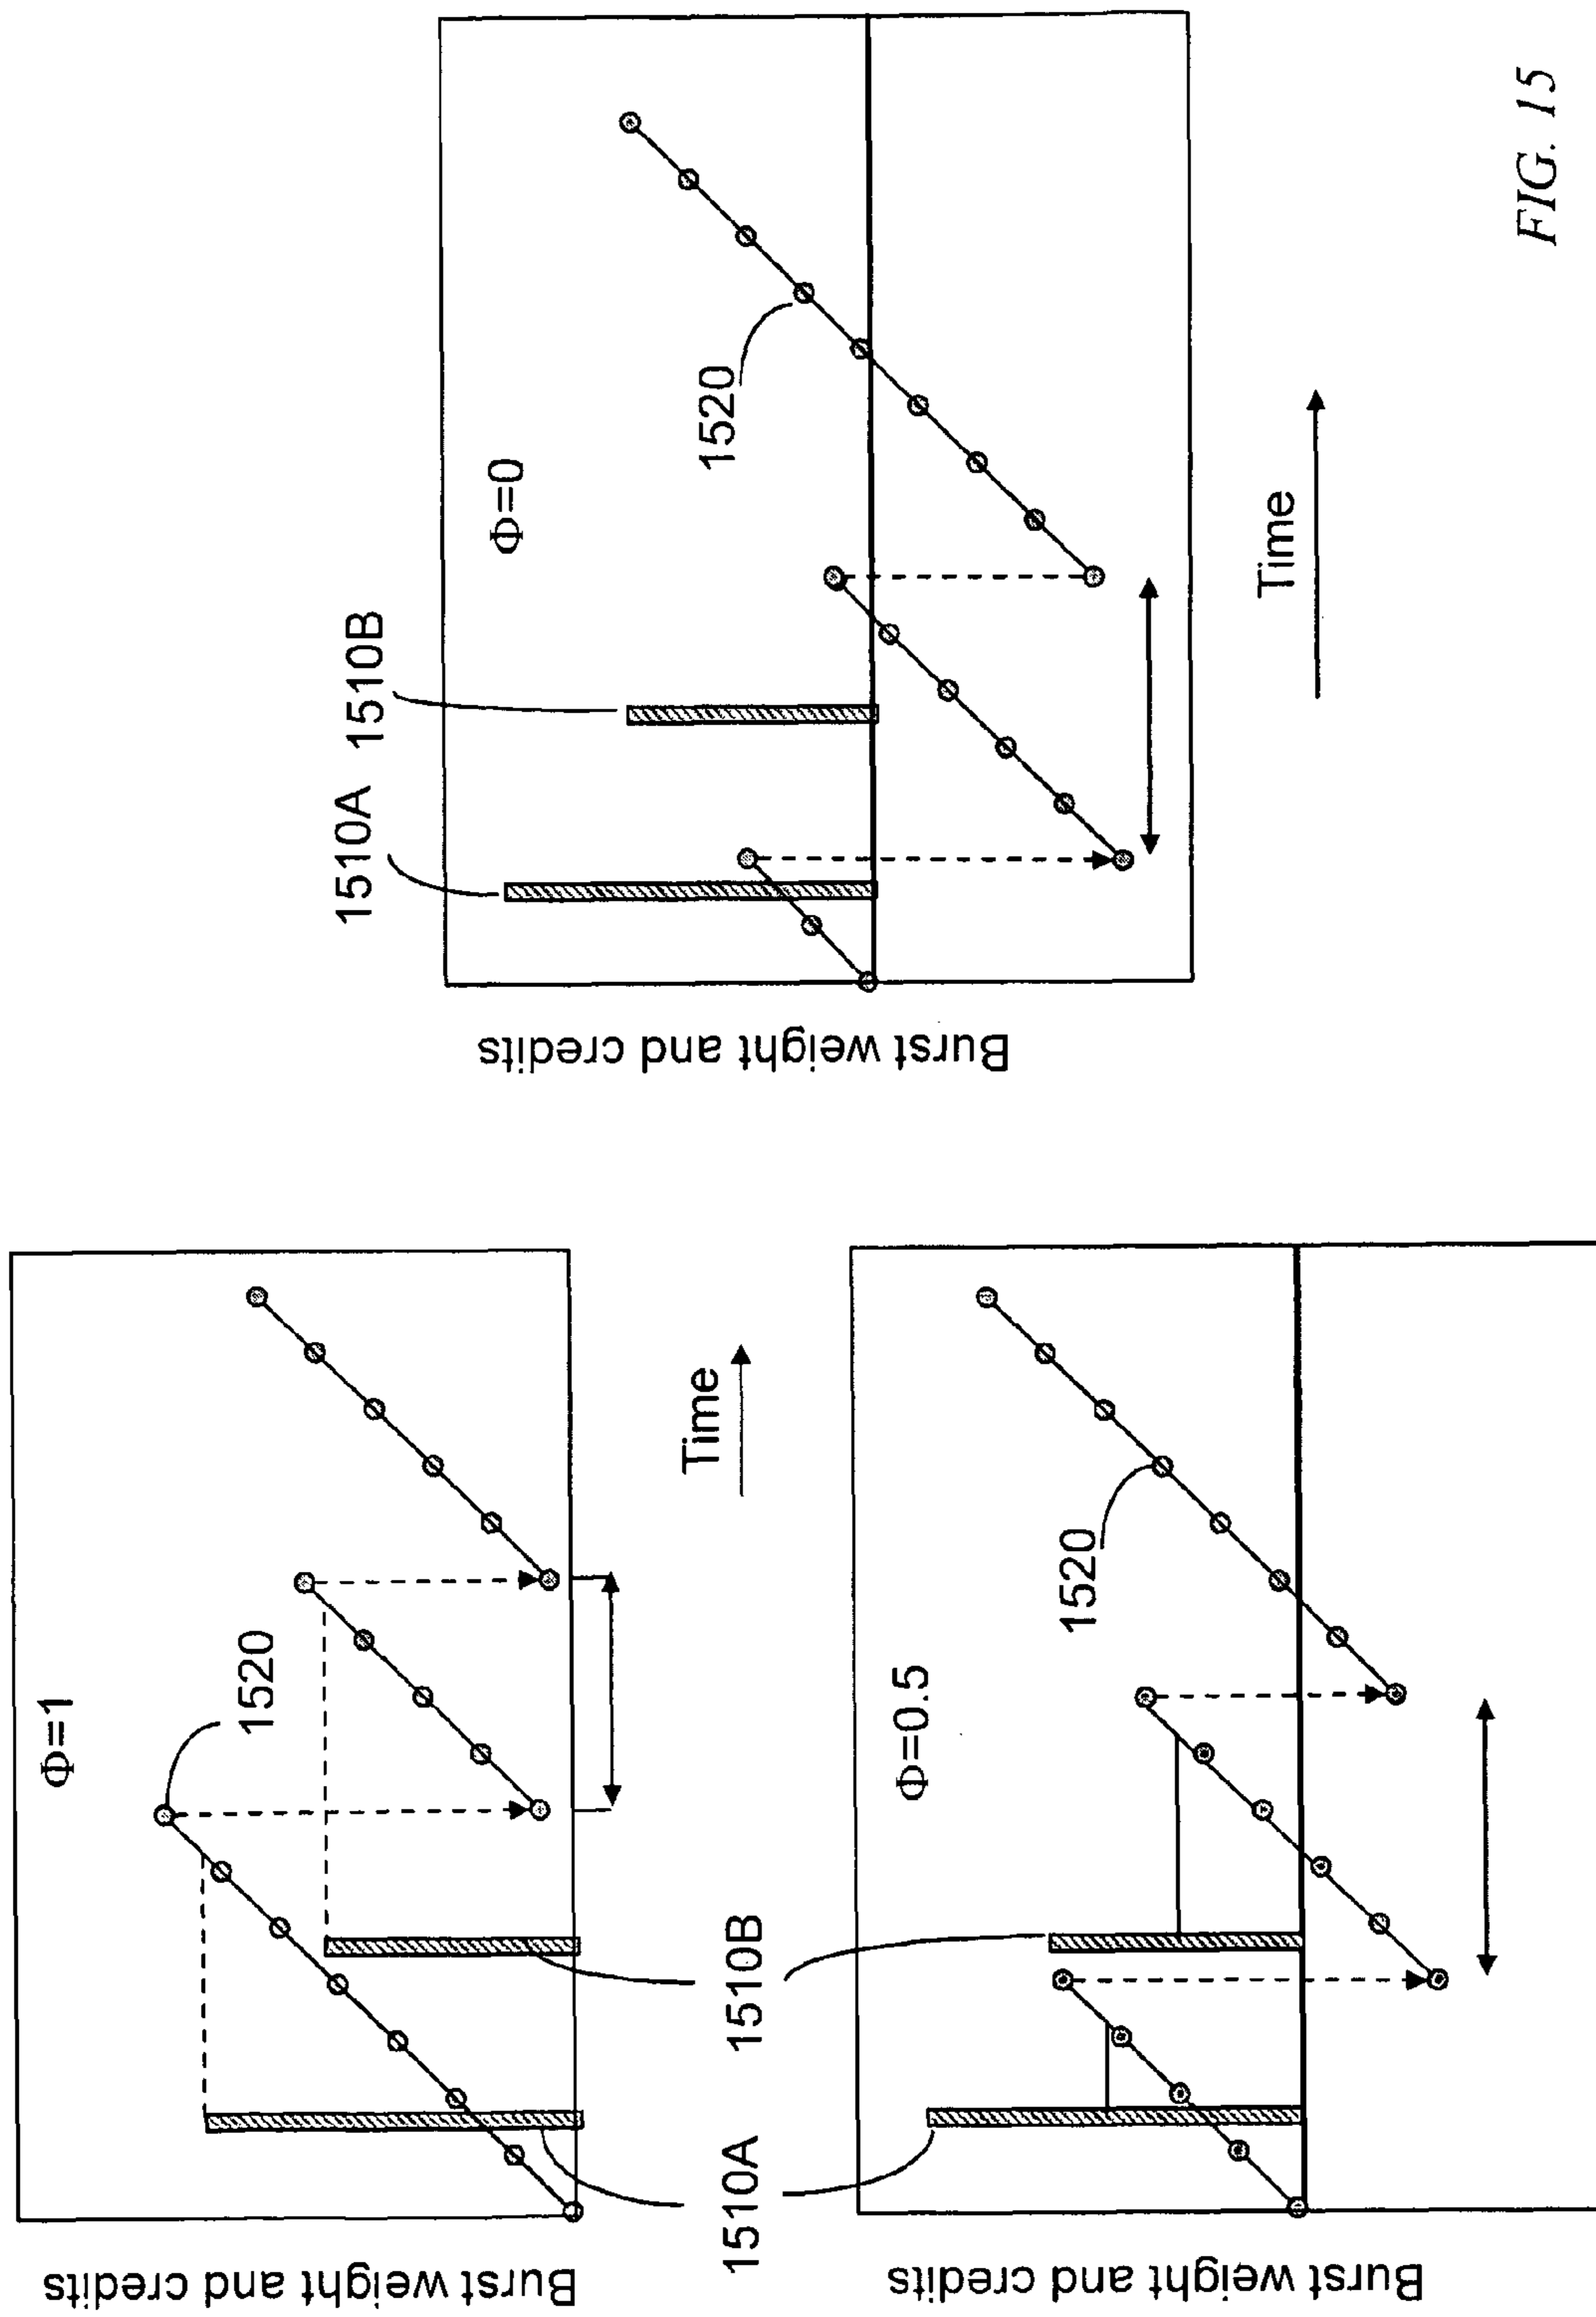 Φ=1
1520
Burst weight and credits
Time
1510A
1510B
Φ=0.5
1520
Burst weight and credits
1510A
1510B
Φ=0
1520
Burst weight and credits
Time
FIG. 15